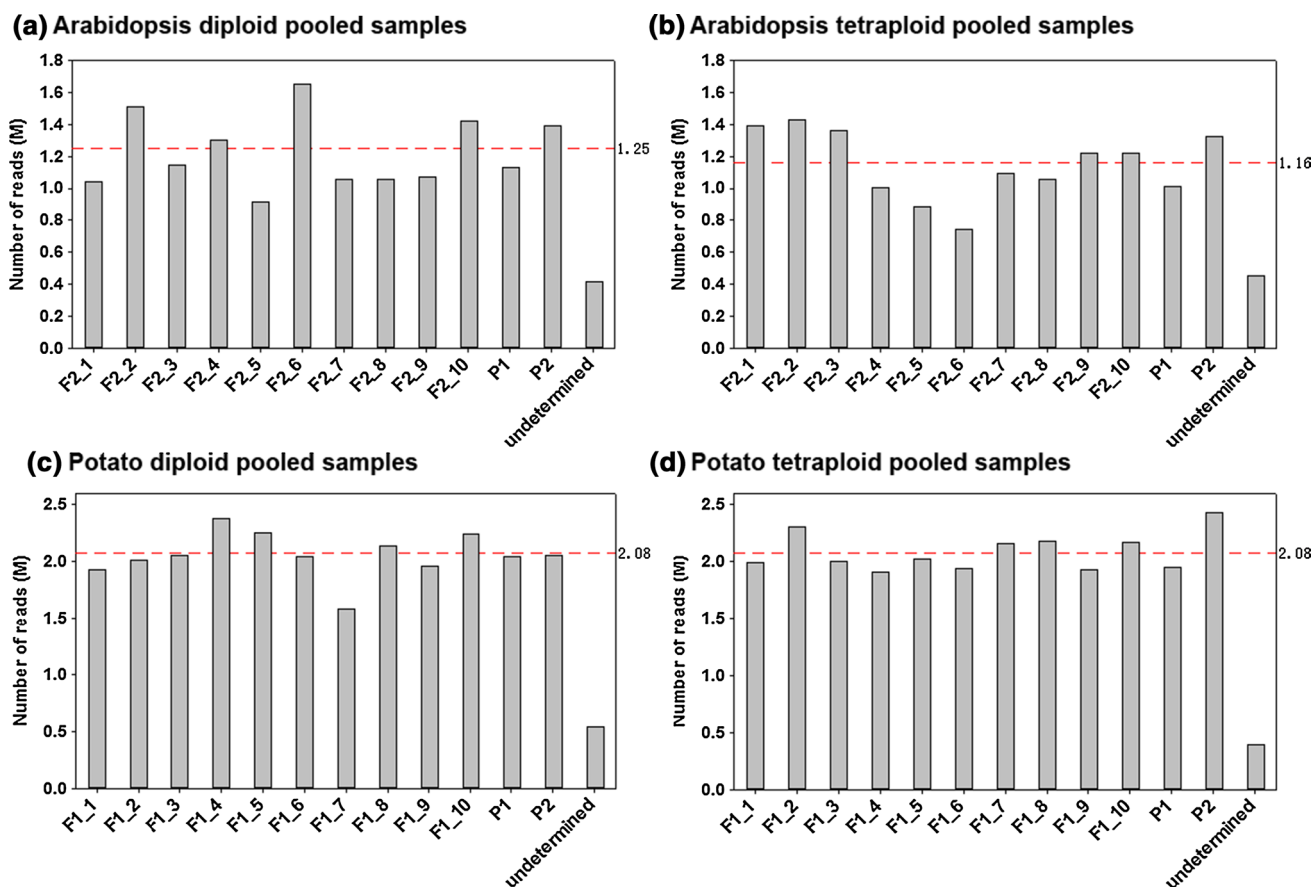 (a) Arabidopsis diploid pooled samples
Number of reads (M)
1.8
1.6
1.4
1.2
1.0
0.8
0.6
0.4
0.2
0.0
1.25
F2_1
F2_2
F2_3
F2_4
F2_5
F2_6
F2_7
F2_8
F2_9
F2_10
P1
P2
undetermined
(b) Arabidopsis tetraploid pooled samples
Number of reads (M)
1.8
1.6
1.4
1.2
1.0
0.8
0.6
0.4
0.2
0.0
1.16
F2_1
F2_2
F2_3
F2_4
F2_5
F2_6
F2_7
F2_8
F2_9
F2_10
P1
P2
undetermined
(c) Potato diploid pooled samples
Number of reads (M)
2.5
2.0
1.5
1.0
0.5
0.0
2.08
F1_1
F1_2
F1_3
F1_4
F1_5
F1_6
F1_7
F1_8
F1_9
F1_10
P1
P2
undetermined
(d) Potato tetraploid pooled samples
Number of reads (M)
2.5
2.0
1.5
1.0
0.5
0.0
2.08
F1_1
F1_2
F1_3
F1_4
F1_5
F1_6
F1_7
F1_8
F1_9
F1_10
P1
P2
undetermined